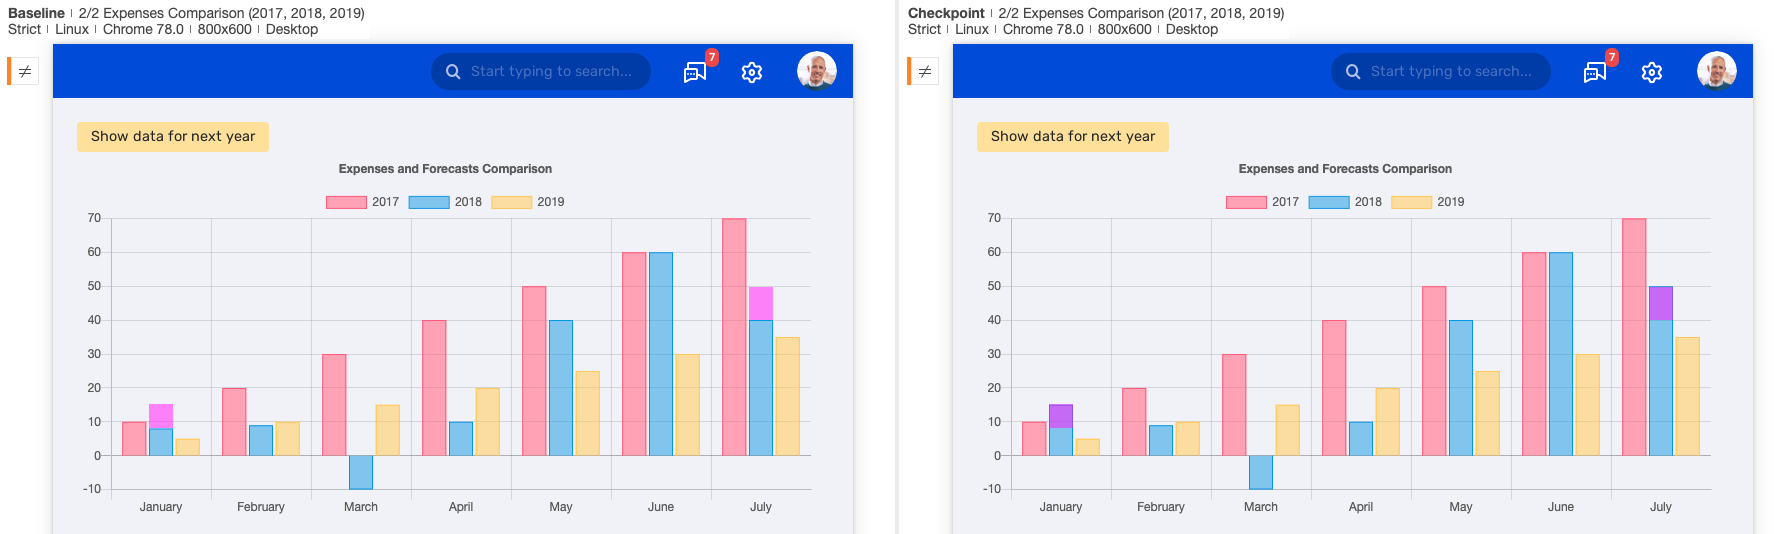 Baseline | 2/2 Expenses Comparison (2017, 2018, 2019)
Strict | Linux | Chrome 78.0 | 800x600 | Desktop
≠
Start typing to search...
7
Show data for next year
Expenses and Forecasts Comparison
2017 2018 2019
70
60
50
40
30
20
10
0
-10
January February March April May June July
Checkpoint | 2/2 Expenses Comparison (2017, 2018, 2019)
Strict | Linux | Chrome 78.0 | 800x600 | Desktop
≠
Start typing to search...
7
Show data for next year
Expenses and Forecasts Comparison
2017 2018 2019
70
60
50
40
30
20
10
0
-10
January February March April May June July